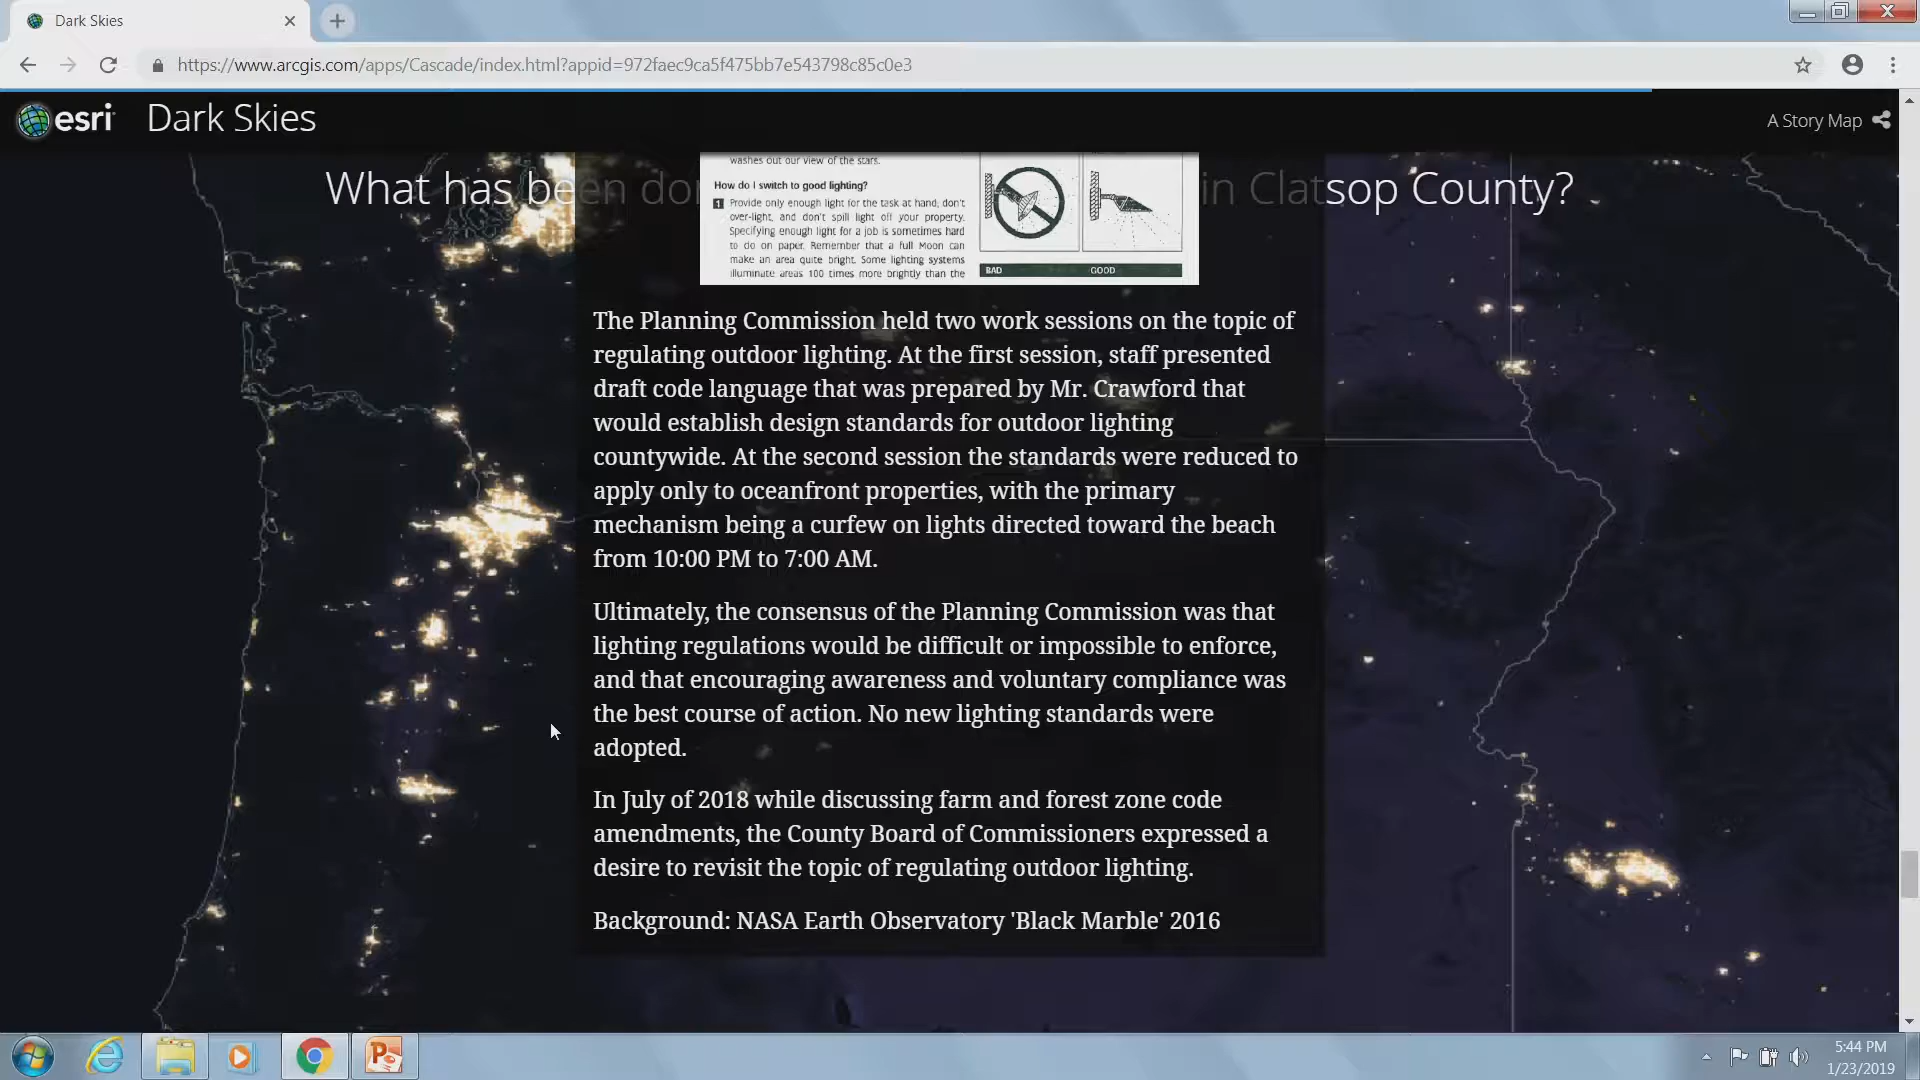 Dark Skies
https://www.arcgis.com/apps/Cascade/index.html?appid=972faec9ca5f475bb7e543798c85c0e3
esri Dark Skies
A Story Map
washes out our view of the stars.
What has been don in Clatsop County?
How do I switch to good lighting?
1 Provide only enough light for the task at hand, don't
over-light, and don't spill light off your property.
Specifying enough light for a job is sometimes hard
to do on paper. Remember that a full Moon can
make an area quite bright. Some lighting systems
illuminate areas 100 times more brightly than the
BAD GOOD
The Planning Commission held two work sessions on the topic of
regulating outdoor lighting. At the first session, staff presented
draft code language that was prepared by Mr. Crawford that
would establish design standards for outdoor lighting
countywide. At the second session the standards were reduced to
apply only to oceanfront properties, with the primary
mechanism being a curfew on lights directed toward the beach
from 10:00 PM to 7:00 AM.
Ultimately, the consensus of the Planning Commission was that
lighting regulations would be difficult or impossible to enforce,
and that encouraging awareness and voluntary compliance was
the best course of action. No new lighting standards were
adopted.
In July of 2018 while discussing farm and forest zone code
amendments, the County Board of Commissioners expressed a
desire to revisit the topic of regulating outdoor lighting.
Background: NASA Earth Observatory 'Black Marble' 2016
5:44 PM
1/23/2019